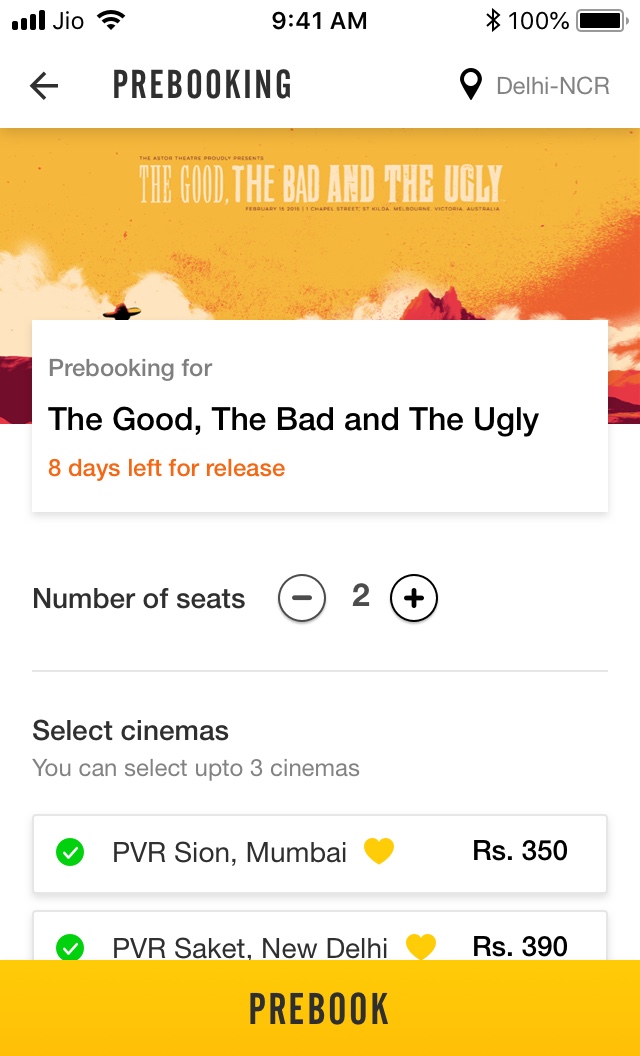 Jio 9:41 AM 100%
PREBOOKING Delhi-NCR
THE ASTOR THEATRE PROUDLY PRESENTS
THE GOOD, THE BAD AND THE UGLY
FEBRUARY 15 2015 | 1 CHAPEL STREET, ST KILDA, MELBOURNE, VICTORIA, AUSTRALIA
Prebooking for
The Good, The Bad and The Ugly
8 days left for release
Number of seats 2
Select cinemas
You can select upto 3 cinemas
PVR Sion, Mumbai Rs. 350
PVR Saket, New Delhi Rs. 390
PREBOOK